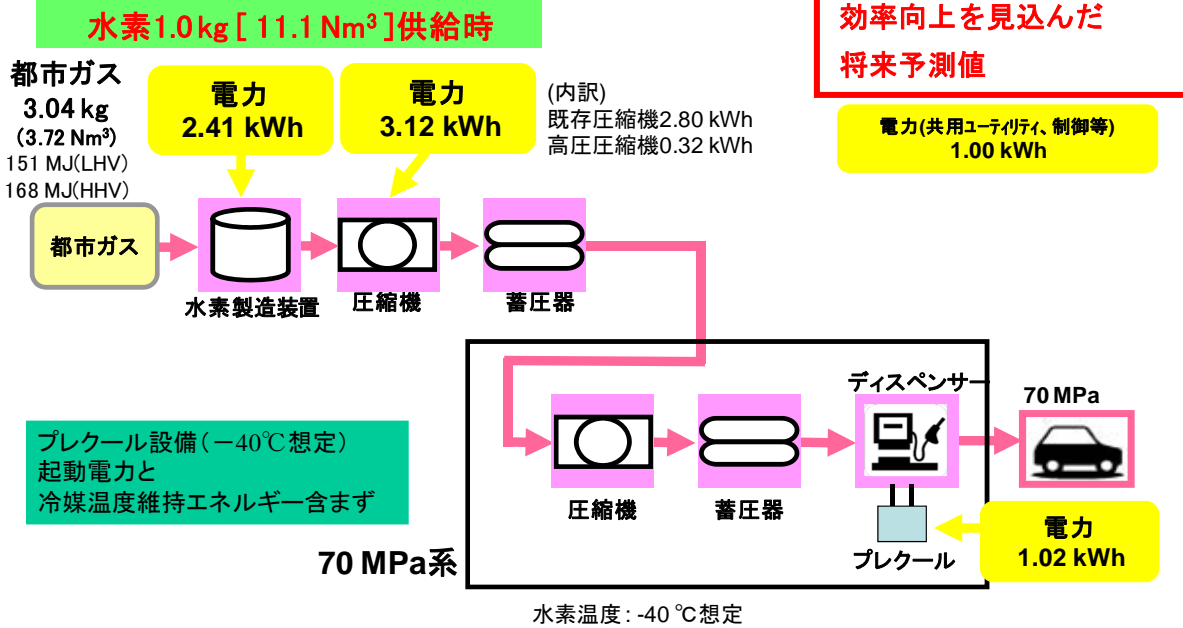 水素1.0kg [ 11.1 Nm³ ]供給時
効率向上を見込んだ
将来予測値
都市ガス
3.04 kg
(3.72 Nm³)
151 MJ(LHV)
168 MJ(HHV)
電力
2.41 kWh
電力
3.12 kWh
(内訳)
既存圧縮機2.80 kWh
高圧圧縮機0.32 kWh
電力(共用ユーティリティ、制御等)
1.00 kWh
都市ガス
水素製造装置
圧縮機
蓄圧器
ディスペンサー
70 MPa
プレクール設備(－40℃想定)
起動電力と
冷媒温度維持エネルギー含まず
圧縮機
蓄圧器
プレクール
電力
1.02 kWh
70 MPa系
水素温度: -40 ℃想定